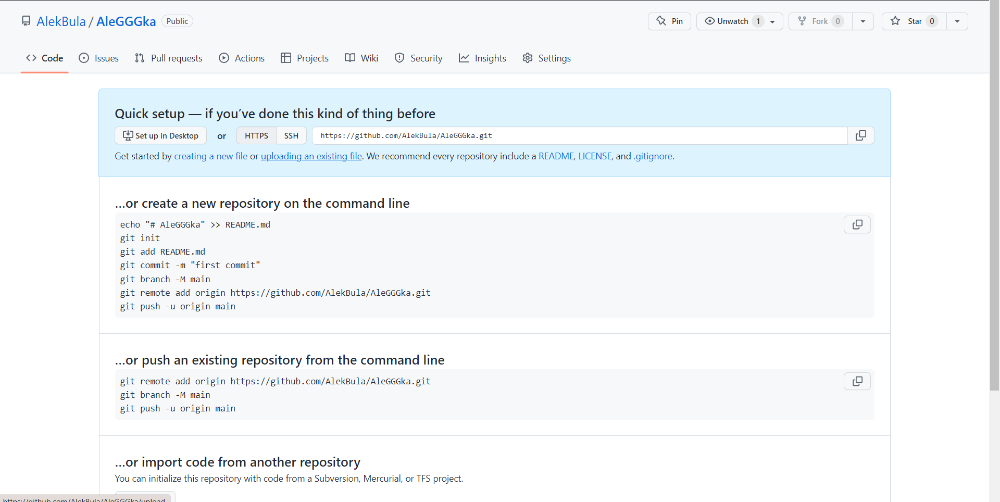 AlekBula / AleGGGka Public
Pin Unwatch 1 Fork 0 Star 0
Code Issues Pull requests Actions Projects Wiki Security Insights Settings
Quick setup — if you’ve done this kind of thing before
Set up in Desktop or HTTPS SSH https://github.com/AlekBula/AleGGGka.git
Get started by creating a new file or uploading an existing file. We recommend every repository include a README, LICENSE, and .gitignore.
…or create a new repository on the command line
echo "# AleGGGka" >> README.md
git init
git add README.md
git commit -m "first commit"
git branch -M main
git remote add origin https://github.com/AlekBula/AleGGGka.git
git push -u origin main
…or push an existing repository from the command line
git remote add origin https://github.com/AlekBula/AleGGGka.git
git branch -M main
git push -u origin main
…or import code from another repository
You can initialize this repository with code from a Subversion, Mercurial, or TFS project.
https://github.com/AlekBula/AleGGGka/upload